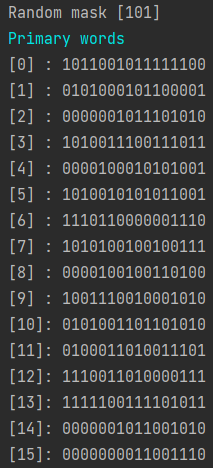 Random mask [101]
Primary words
[0] : 1011001011111100
[1] : 0101000101100001
[2] : 0000001011101010
[3] : 1010011100111011
[4] : 0000100010101001
[5] : 1010010101011001
[6] : 1110110000001110
[7] : 1010100100100111
[8] : 0000100100110100
[9] : 1001110010001010
[10]: 0101001101101010
[11]: 0100011010011101
[12]: 1110011010000111
[13]: 1111100111101011
[14]: 0000001011001010
[15]: 0000000011001110